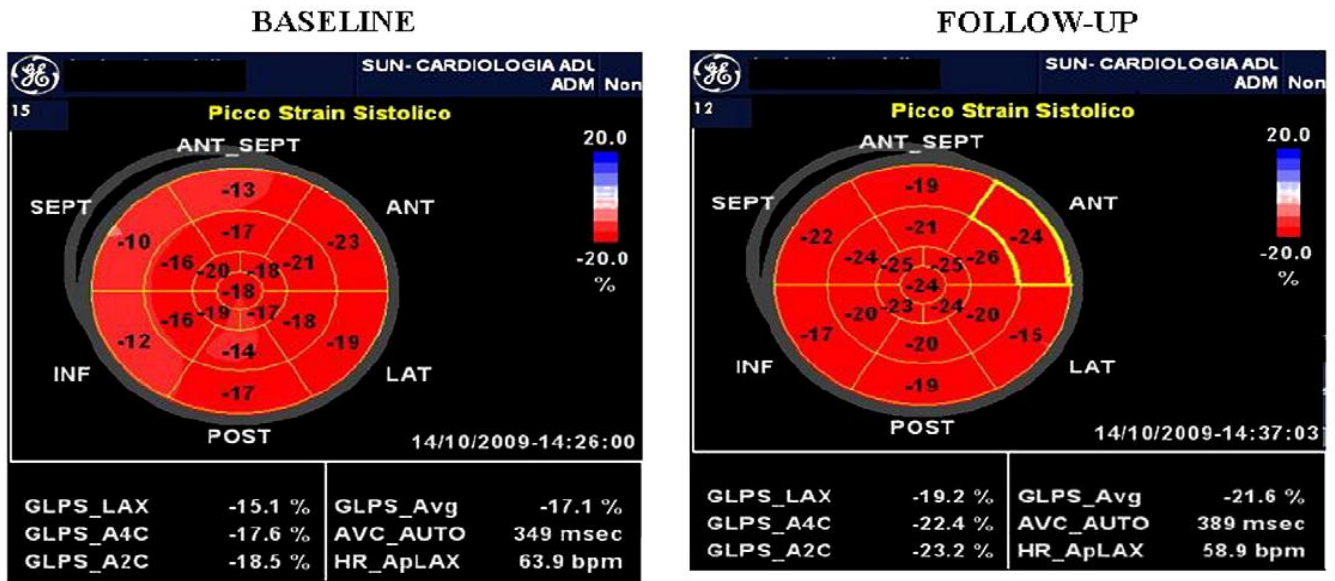 BASELINE
SUN- CARDIOLOGIA ADL
ADM Non
15
Picco Strain Sistolico
20.0
ANT_SEPT
-13
SEPT
ANT
-17
-10
-23
-16
-20
-18
-21
-20.0
%
-18
-16
-19
-17
-18
-12
-19
-14
INF
LAT
-17
POST
14/10/2009-14:26:00
GLPS_LAX -15.1 % GLPS_Avg -17.1 %
GLPS_A4C -17.6 % AVC_AUTO 349 msec
GLPS_A2C -18.5 % HR_ApLAX 63.9 bpm
FOLLOW-UP
SUN- CARDIOLOGIA ADL
ADM Non
12
Picco Strain Sistolico
20.0
ANT_SEPT
-19
SEPT
ANT
-21
-22
-24
-24
-25
-25
-26
-20.0
%
-24
-20
-23
-24
-20
-17
-15
-20
INF
LAT
-19
POST
14/10/2009-14:37:03
GLPS_LAX -19.2 % GLPS_Avg -21.6 %
GLPS_A4C -22.4 % AVC_AUTO 389 msec
GLPS_A2C -23.2 % HR_ApLAX 58.9 bpm